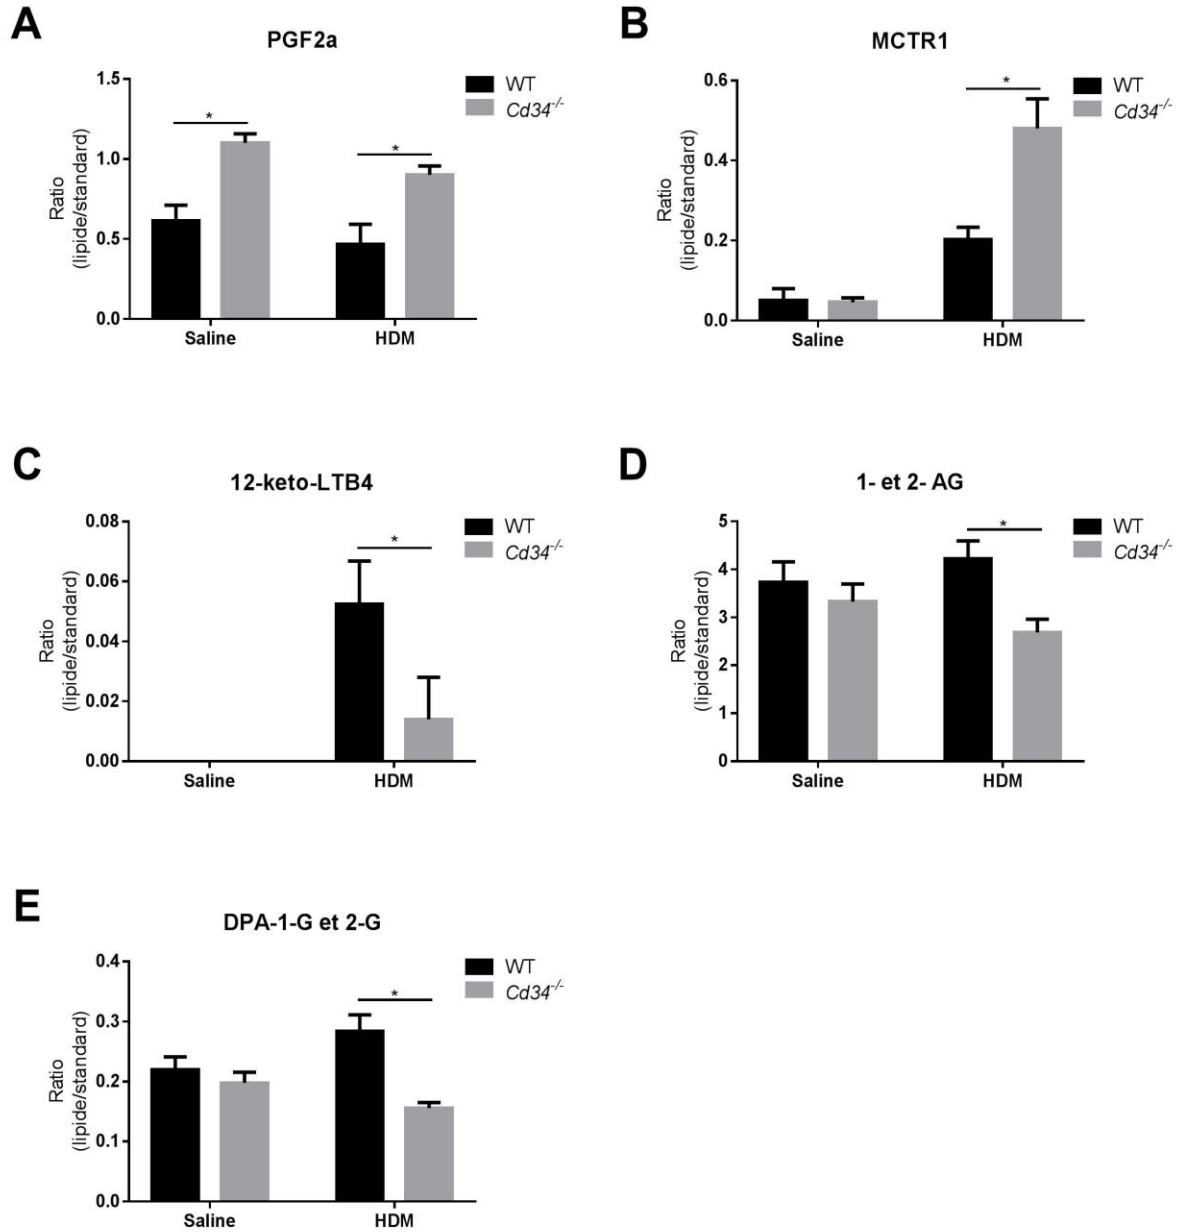 A
PGF2a
1.5
1.0
0.5
0.0
Ratio
(lipide/standard)
*
*
Saline
HDM
WT
Cd34-/-
B
MCTR1
0.6
0.4
0.2
0.0
Ratio
(lipide/standard)
*
Saline
HDM
WT
Cd34-/-
C
12-keto-LTB4
0.08
0.06
0.04
0.02
0.00
Ratio
(lipide/standard)
*
Saline
HDM
WT
Cd34-/-
D
1- et 2- AG
5
4
3
2
1
0
Ratio
(lipide/standard)
*
Saline
HDM
WT
Cd34-/-
E
DPA-1-G et 2-G
0.4
0.3
0.2
0.1
0.0
Ratio
(lipide/standard)
*
Saline
HDM
WT
Cd34-/-